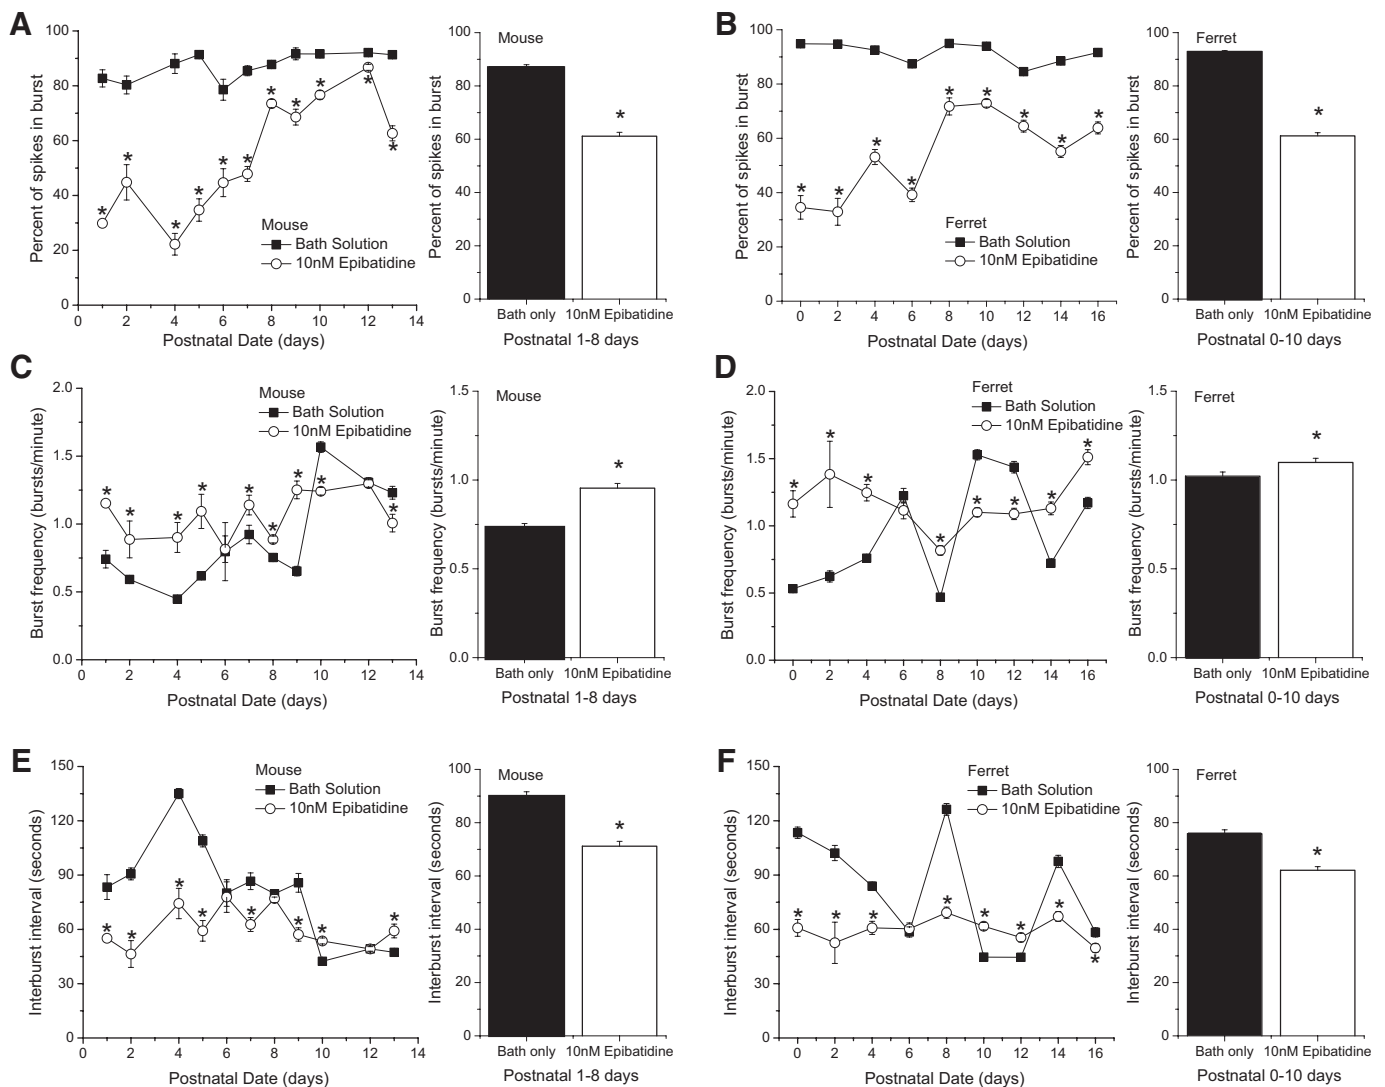 A
Percent of spikes in burst
100
80
60
40
20
0
Mouse
Bath Solution
10nM Epibatidine
* * * * * * * * * * *
0 2 4 6 8 10 12 14
Postnatal Date (days)
Percent of spikes in burst
100
80
60
40
20
0
Mouse
*
Bath only 10nM Epibatidine
Postnatal 1-8 days
B
Percent of spikes in burst
100
80
60
40
20
0
Ferret
Bath Solution
10nM Epibatidine
* * * * * * * * *
0 2 4 6 8 10 12 14 16
Postnatal Date (days)
Percent of spikes in burst
100
80
60
40
20
0
Ferret
*
Bath only 10nM Epibatidine
Postnatal 0-10 days
C
Burst frequency (bursts/minute)
2.0
1.5
1.0
0.5
0.0
Mouse
Bath Solution
10nM Epibatidine
* * * * * * * * *
0 2 4 6 8 10 12 14
Postnatal Date (days)
Burst frequency (bursts/minute)
1.5
1.0
0.5
0.0
Mouse
*
Bath only 10nM Epibatidine
Postnatal 1-8 days
D
Burst frequency (bursts/minute)
2.0
1.5
1.0
0.5
0.0
Ferret
Bath Solution
10nM Epibatidine
* * * * * * * *
0 2 4 6 8 10 12 14 16
Postnatal Date (days)
Burst frequency (bursts/minute)
1.5
1.0
0.5
0.0
Ferret
*
Bath only 10nM Epibatidine
Postnatal 0-10 days
E
Interburst interval (seconds)
150
120
90
60
30
0
Mouse
Bath Solution
10nM Epibatidine
* * * * * * * *
0 2 4 6 8 10 12 14
Postnatal Date (days)
Interburst interval (seconds)
100
80
60
40
20
0
Mouse
*
Bath only 10nM Epibatidine
Postnatal 1-8 days
F
Interburst interval (seconds)
150
120
90
60
30
0
Ferret
Bath Solution
10nM Epibatidine
* * * * * * * *
0 2 4 6 8 10 12 14 16
Postnatal Date (days)
Interburst interval (seconds)
100
80
60
40
20
0
Ferret
*
Bath only 10nM Epibatidine
Postnatal 0-10 days